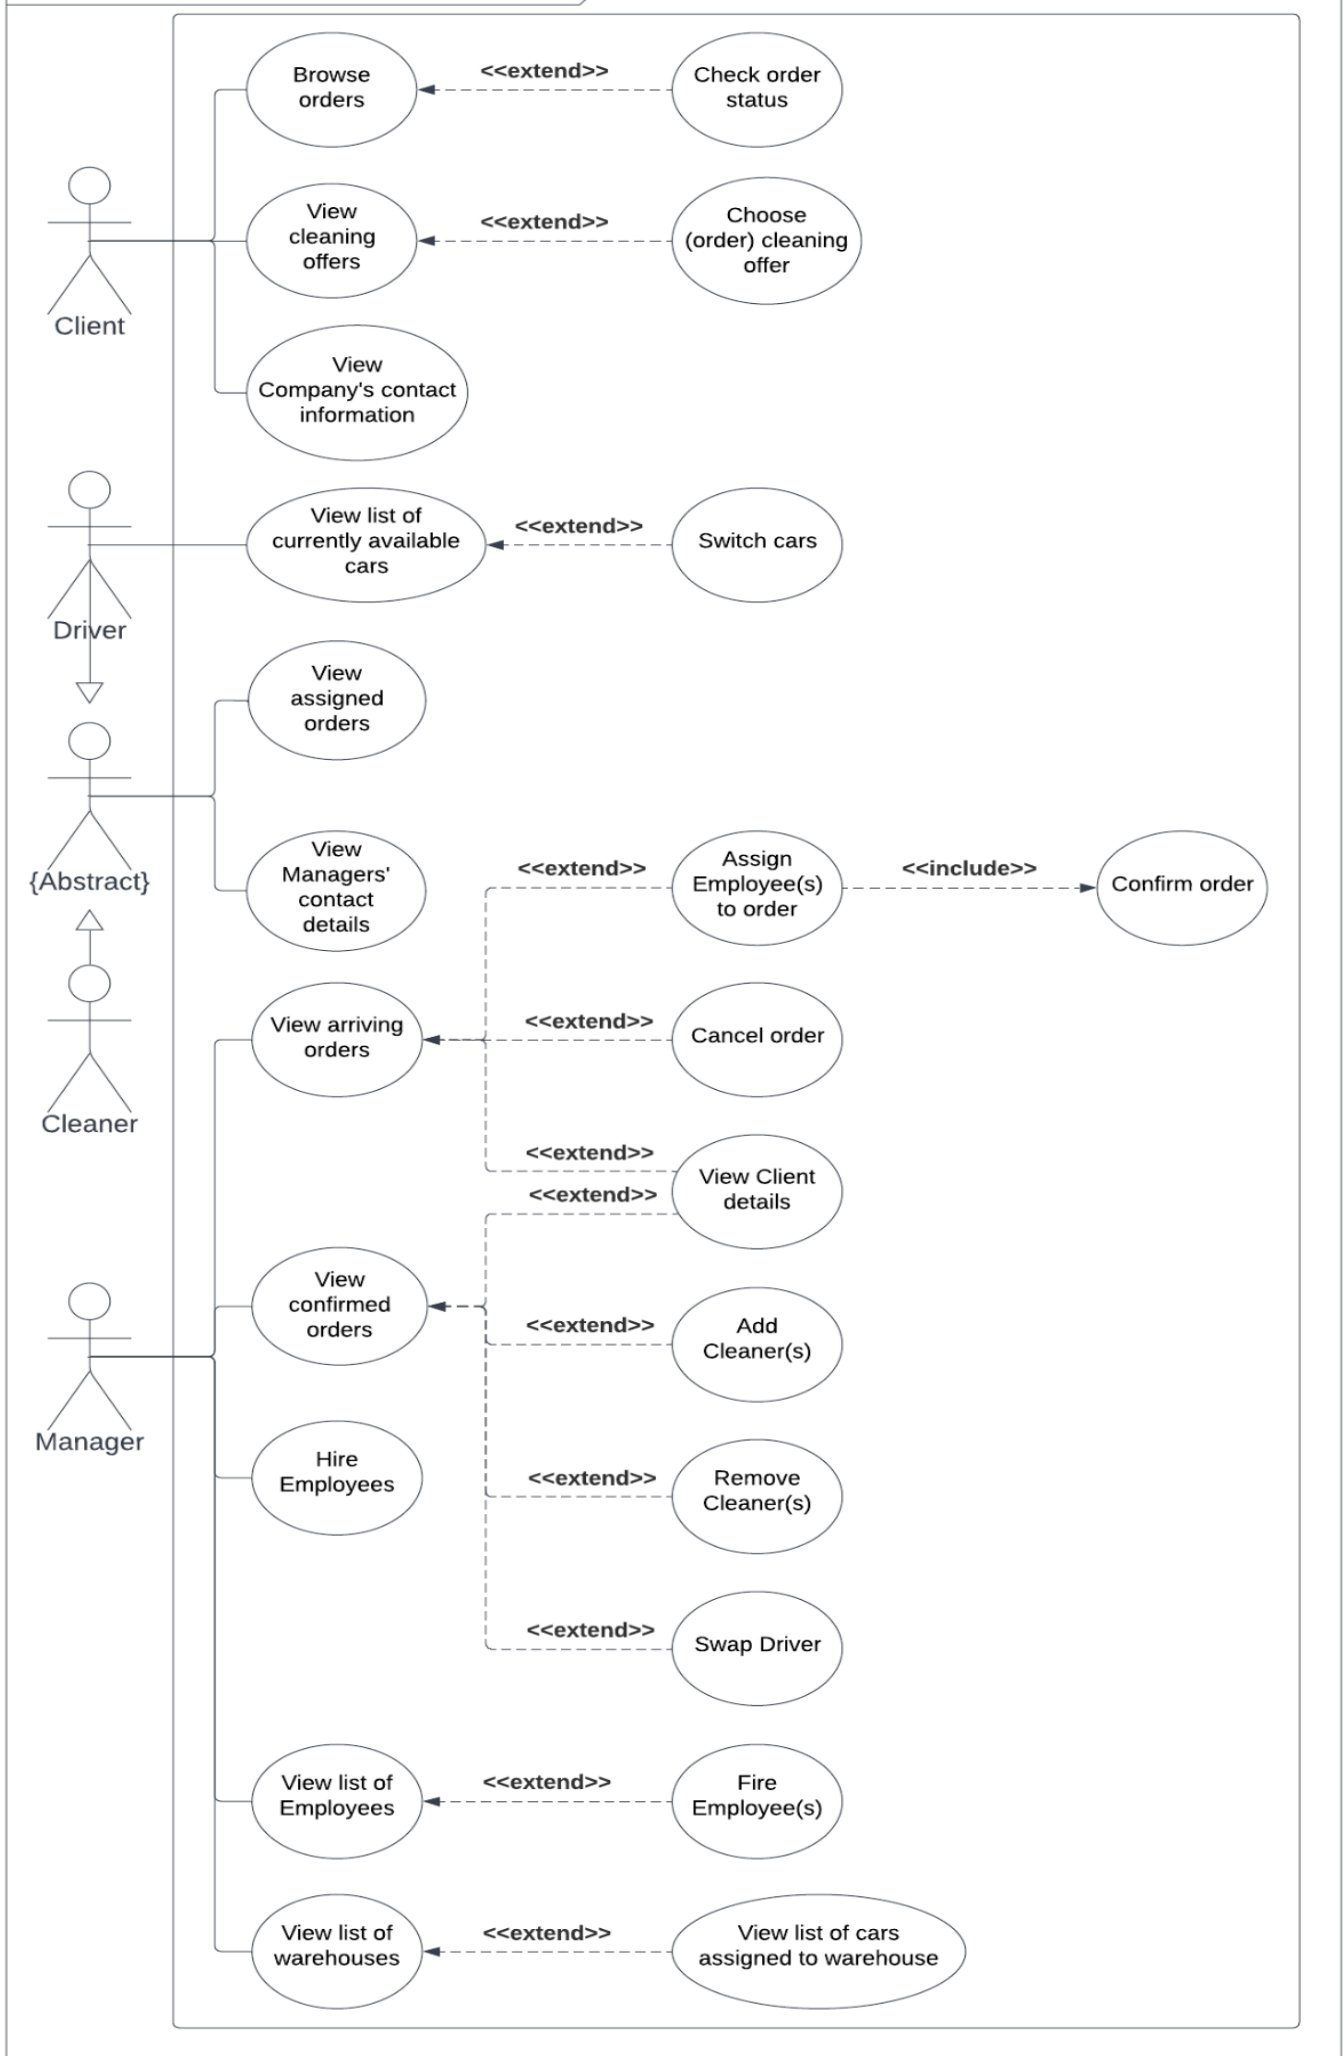 Browse
orders
<<extend>>
Check order
status
View
cleaning
offers
<<extend>>
Choose
(order) cleaning
offer
Client
View
Company's contact
information
View list of
currently available
cars
<<extend>>
Switch cars
Driver
View
assigned
orders
{Abstract}
View
Managers'
contact
details
<<extend>>
Assign
Employee(s)
to order
<<include>>
Confirm order
View arriving
orders
<<extend>>
Cancel order
Cleaner
<<extend>>
<<extend>>
View Client
details
View
confirmed
orders
<<extend>>
Add
Cleaner(s)
Manager
Hire
Employees
<<extend>>
Remove
Cleaner(s)
<<extend>>
Swap Driver
View list of
Employees
<<extend>>
Fire
Employee(s)
View list of
warehouses
<<extend>>
View list of cars
assigned to warehouse